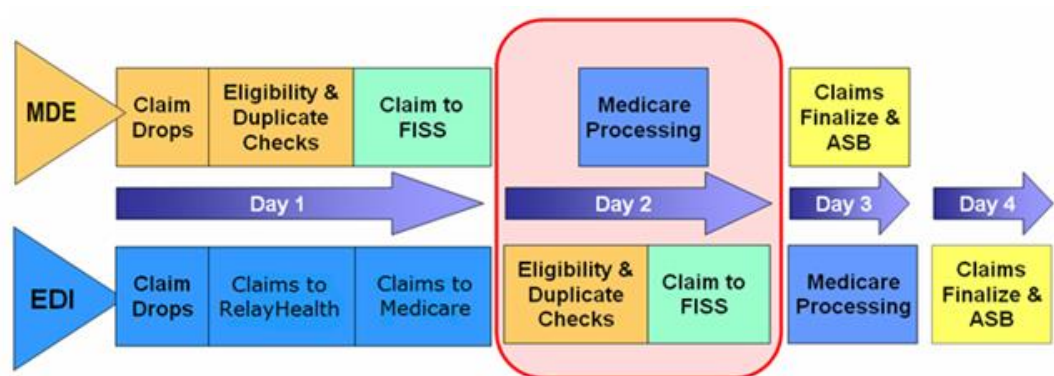 MDE
Claim
Drops
Eligibility &
Duplicate
Checks
Claim to
FISS
Medicare
Processing
Claims
Finalize &
ASB
Day 1
Day 2
Day 3
Day 4
EDI
Claim
Drops
Claims to
RelayHealth
Claims to
Medicare
Eligibility &
Duplicate
Checks
Claim to
FISS
Medicare
Processing
Claims
Finalize &
ASB